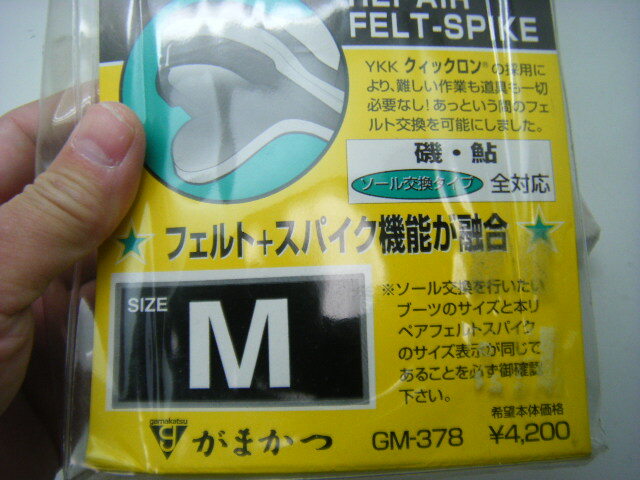 REPAIR
FELT-SPIKE
YKK クイックロン®の採用に
より、難しい作業も道具も一切
必要なし!あっという間のフェ
ルト交換を可能にしました。
磯・鮎
ソール交換タイプ 全対応
★フェルト+スパイク機能が融合★
SIZE
M
※ソール交換を行いたい
ブーツのサイズと本リ
ペアフェルトスパイク
のサイズ表示が同じで
あることを必ず御確認
下さい。
gamakatsu
がまかつ
GM-378
希望本体価格
¥4,200